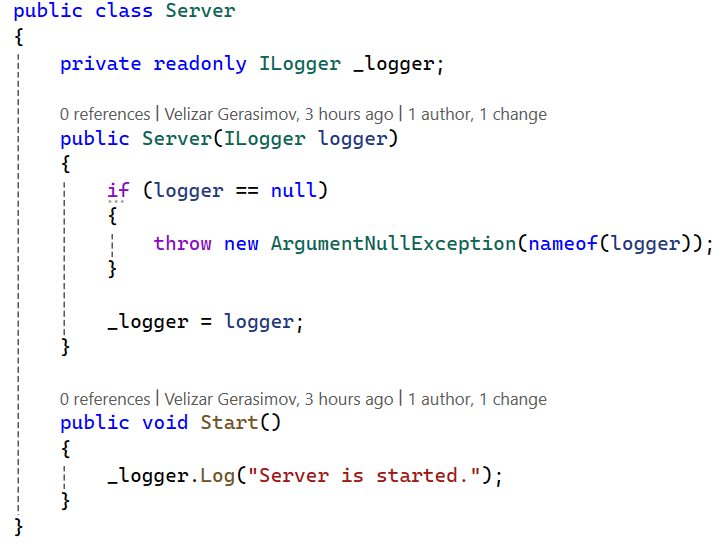 public class Server
{
    private readonly ILogger _logger;
    0 references | Velizar Gerasimov, 3 hours ago | 1 author, 1 change
    public Server(ILogger logger)
    {
        if (logger == null)
        {
            throw new ArgumentNullException(nameof(logger));
        }
        _logger = logger;
    }
    0 references | Velizar Gerasimov, 3 hours ago | 1 author, 1 change
    public void Start()
    {
        _logger.Log("Server is started.");
    }
}